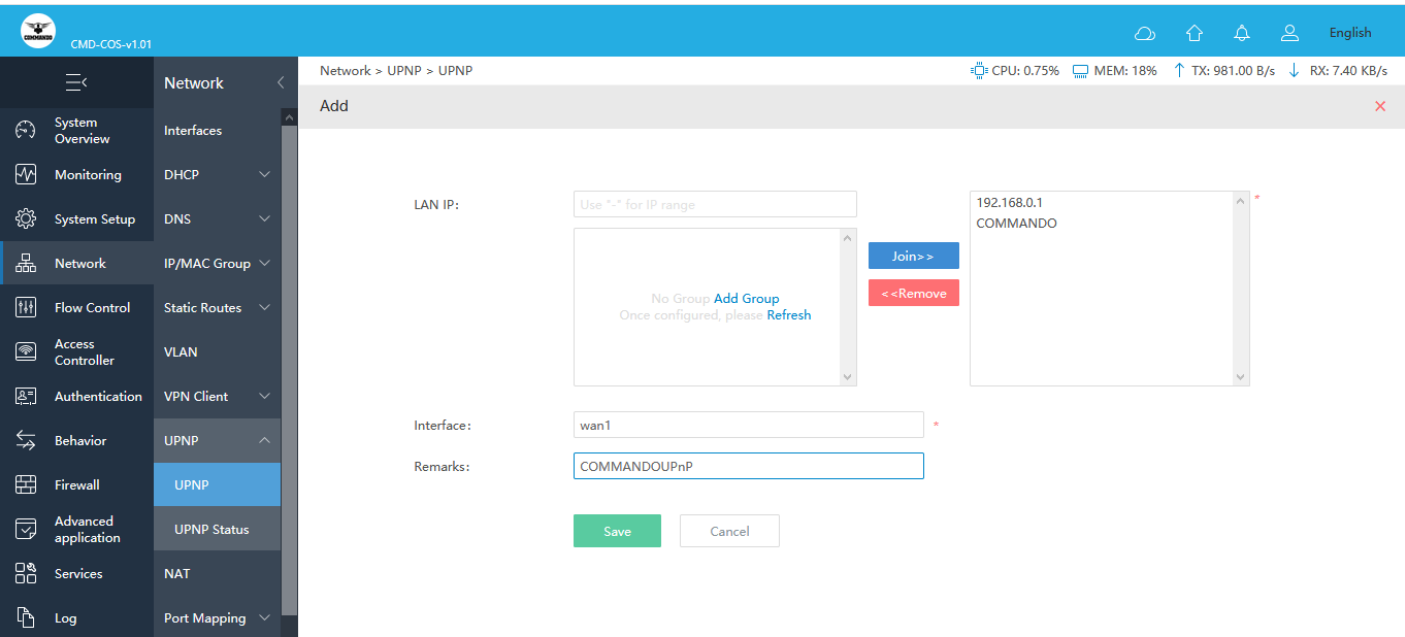 COMMANDO
CMD-COS-v1.01
English
Network > UPNP > UPNP
CPU: 0.75%
MEM: 18%
TX: 981.00 B/s
RX: 7.40 KB/s
System
Overview
Monitoring
System Setup
Network
Flow Control
Access
Controller
Authentication
Behavior
Firewall
Advanced
application
Services
Log
Network
Interfaces
DHCP
DNS
IP/MAC Group
Static Routes
VLAN
VPN Client
UPNP
UPNP
UPNP Status
NAT
Port Mapping
Add
LAN IP:
Use "-" for IP range
No Group Add Group
Once configured, please Refresh
Join>>
<<Remove
192.168.0.1
COMMANDO
*
Interface:
wan1
*
Remarks:
COMMANDOUPnP
Save
Cancel